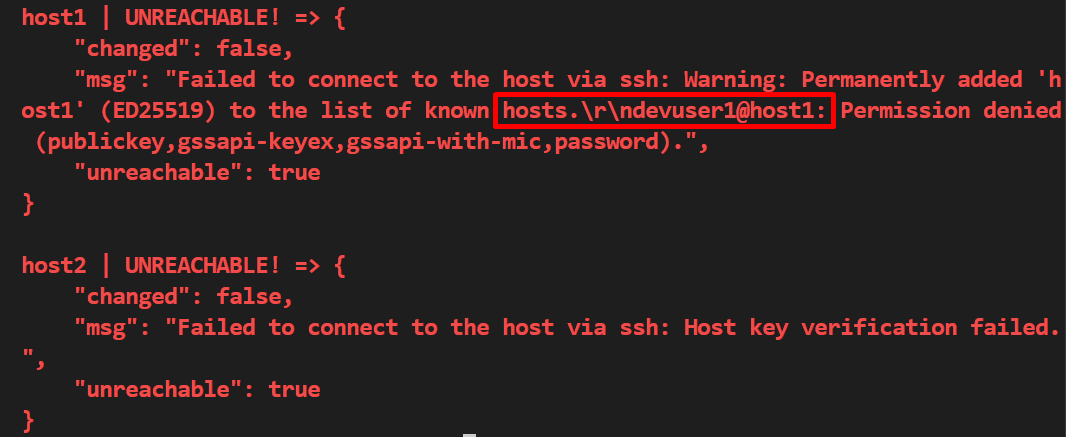 host1 | UNREACHABLE! => {
    "changed": false,
    "msg": "Failed to connect to the host via ssh: Warning: Permanently added 'h
ost1' (ED25519) to the list of known hosts.\r\ndevuser1@host1: Permission denied
 (publickey,gssapi-keyex,gssapi-with-mic,password).",
    "unreachable": true
}
host2 | UNREACHABLE! => {
    "changed": false,
    "msg": "Failed to connect to the host via ssh: Host key verification failed.
",
    "unreachable": true
}